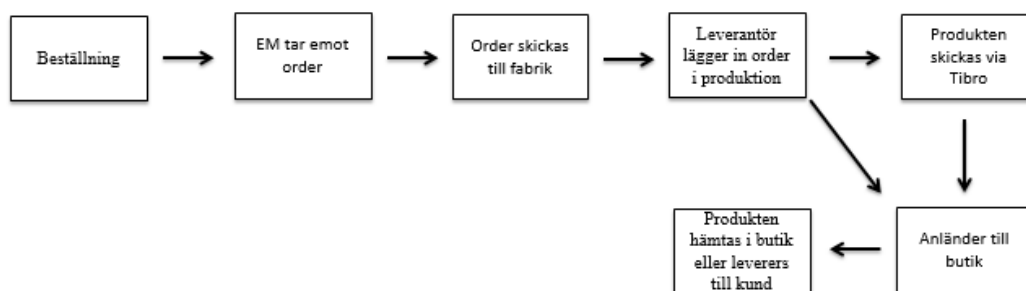 Beställning
EM tar emot
order
Order skickas
till fabrik
Leverantör
lägger in order
i produktion
Produkten
skickas via
Tibro
Produkten
hämtas i butik
eller leverers
till kund
Anländer till
butik